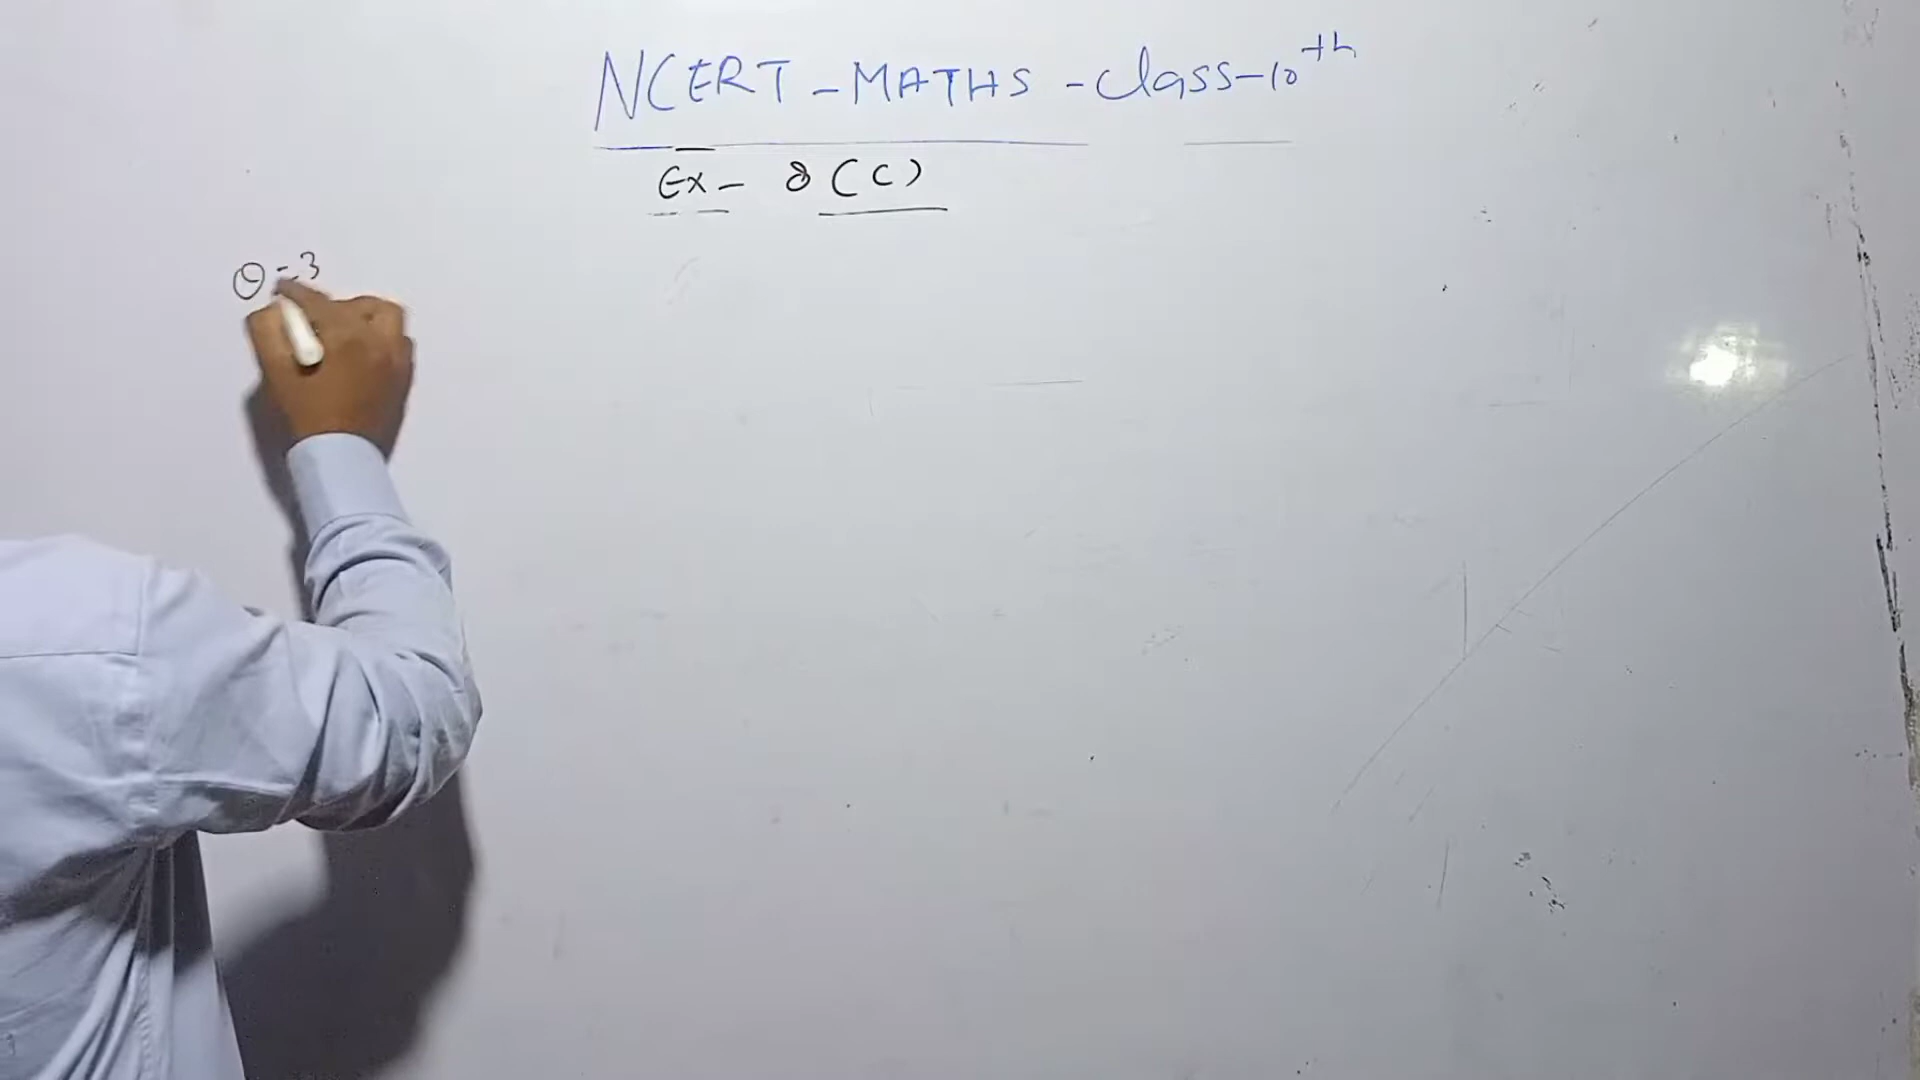 NCERT - MATHS - Class - 10th
Ex - 8 (C)
Q - 3